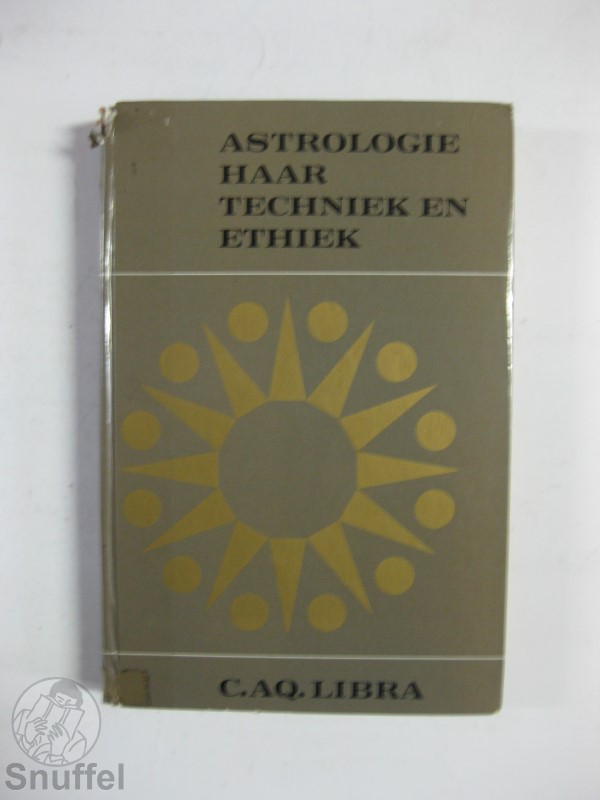 ASTROLOGIE
HAAR
TECHNIEK EN
ETHIEK
C.AQ.LIBRA
Snuffel